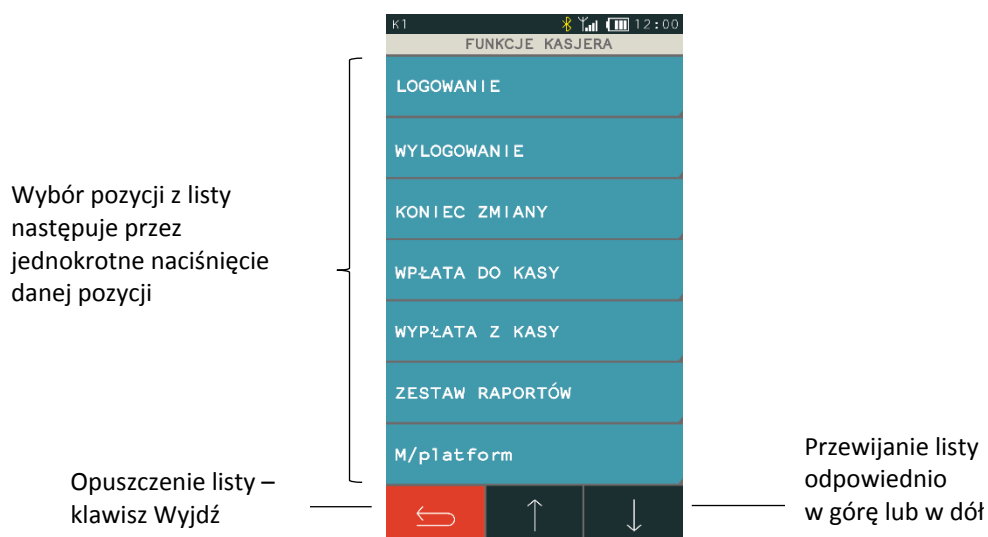 K1 12:00
FUNKCJE KASJERA
LOGOWANIE
WYLOGOWANIE
KONIEC ZMIANY
WPŁATA DO KASY
WYPŁATA Z KASY
ZESTAW RAPORTÓW
M/platform
Wybór pozycji z listy
następuje przez
jednokrotne naciśnięcie
danej pozycji
Opuszczenie listy –
klawisz Wyjdź
Przewijanie listy
odpowiednio
w górę lub w dół